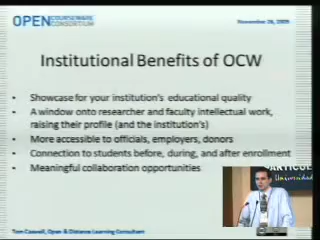 OPEN COURSEWARE CONSORTIUM
November 26, 2009
Institutional Benefits of OCW
• Showcase for your institution's educational quality
• A window onto researcher and faculty intellectual work,
raising their profile (and the institution's)
• More accessible to officials, employers, donors
• Connection to students before, during, and after enrollment
• Meaningful collaboration opportunities
Tom Caswell, Open & Distance Learning Consultant